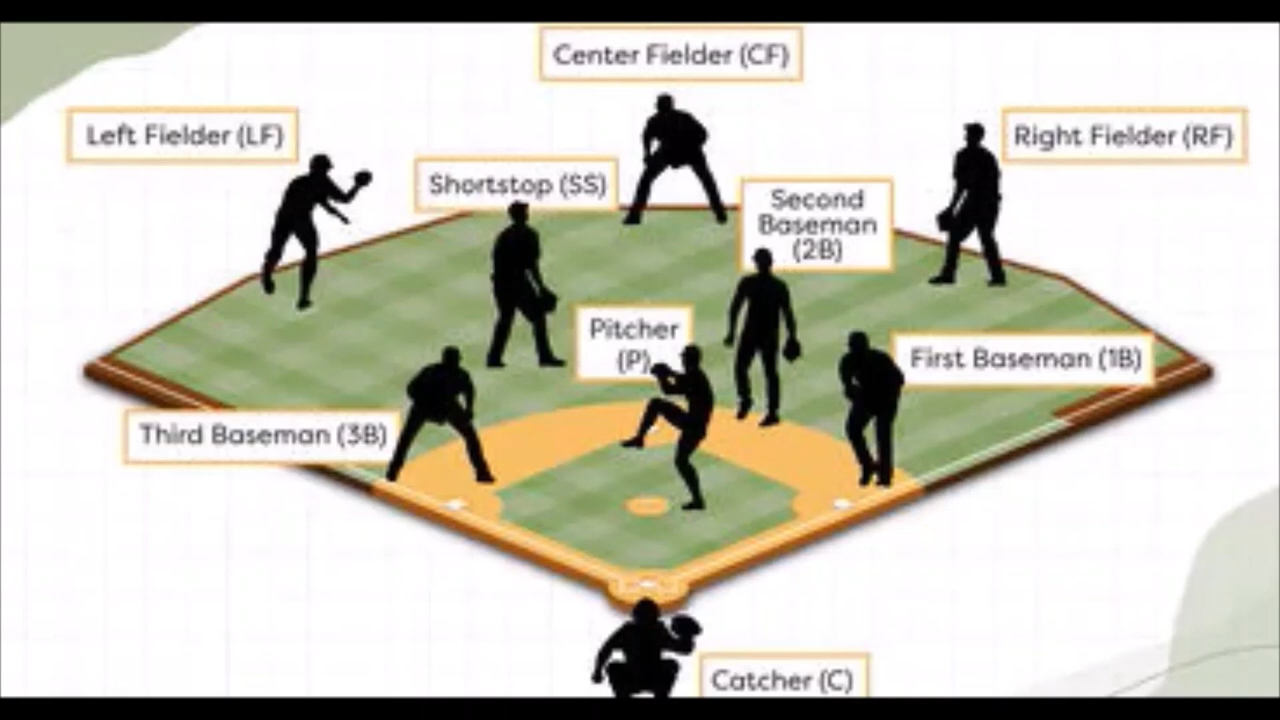 Center Fielder (CF)
Left Fielder (LF)
Right Fielder (RF)
Shortstop (SS)
Second
Baseman
(2B)
Pitcher
(P)
First Baseman (1B)
Third Baseman (3B)
Catcher (C)